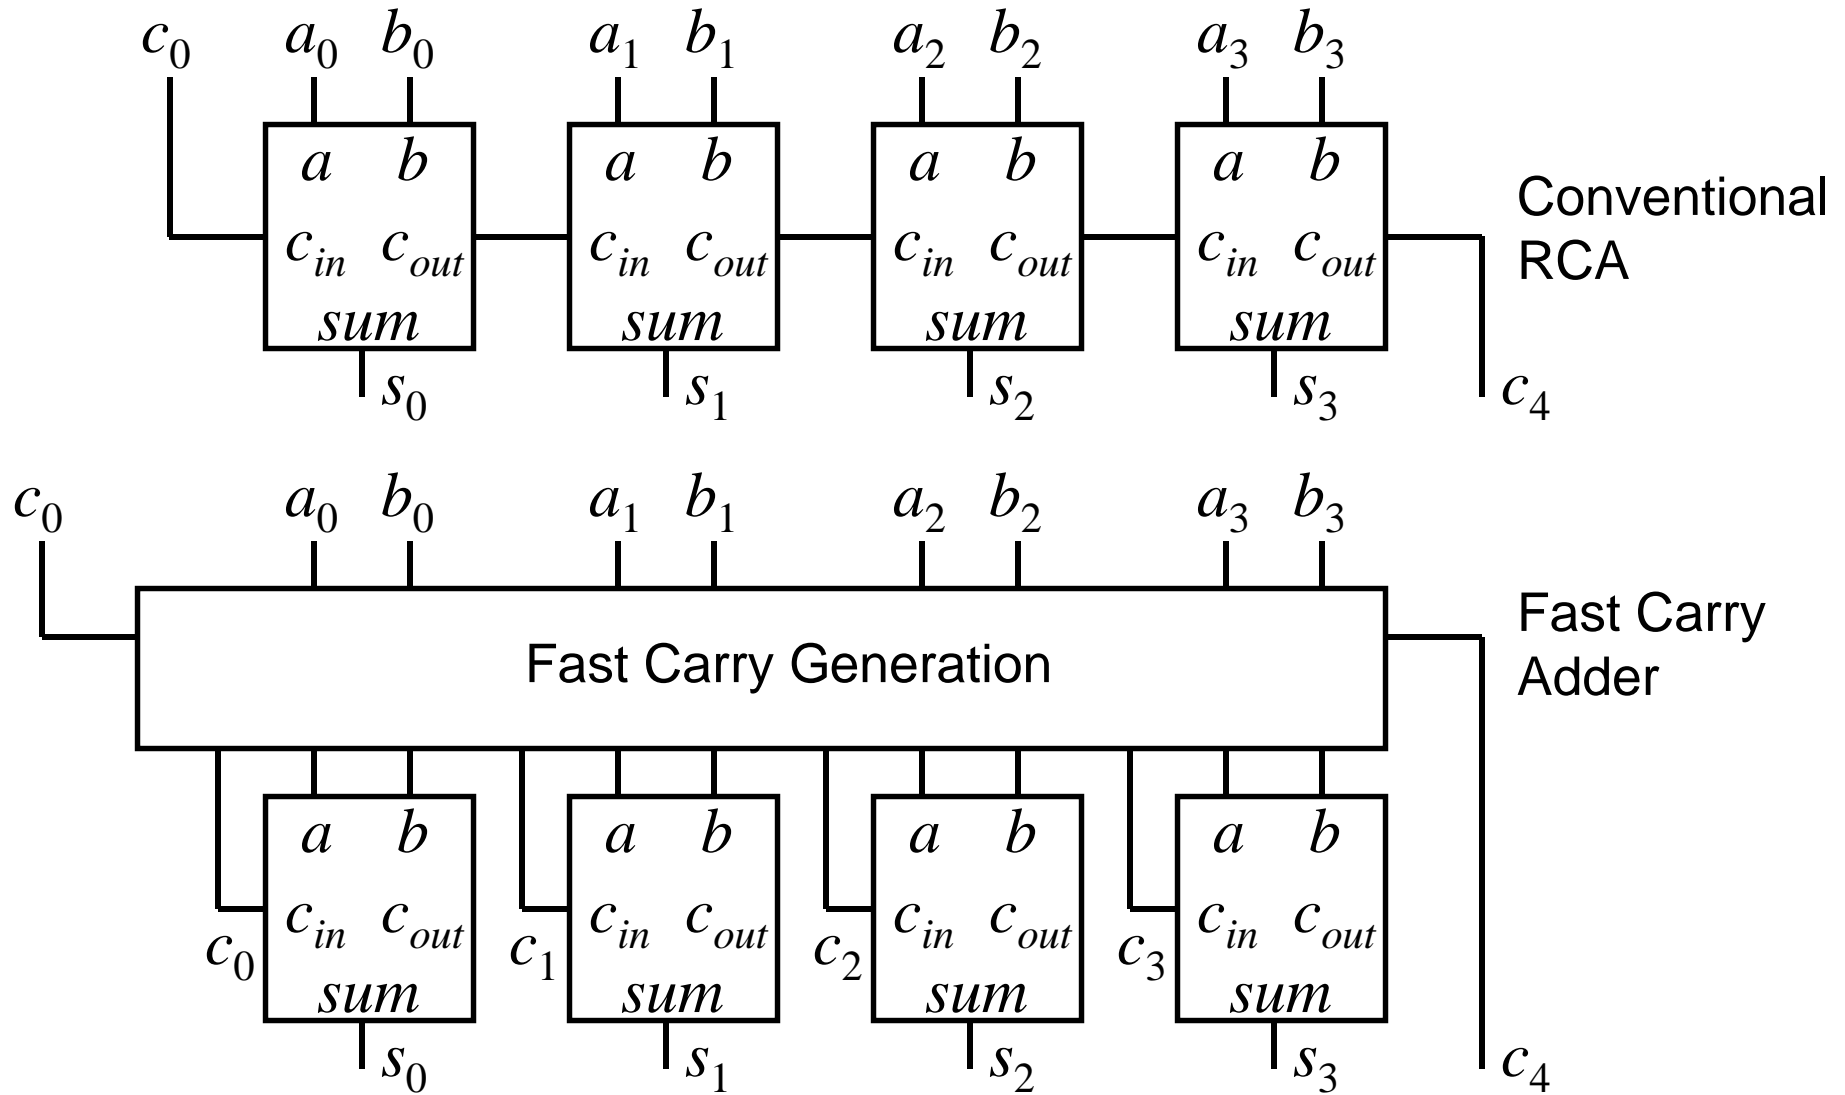 c0 a0 b0 a1 b1 a2 b2 a3 b3
a b a b a b a b
cin cout cin cout cin cout cin cout
sum sum sum sum
Conventional
RCA
s0 s1 s2 s3 c4
c0 a0 b0 a1 b1 a2 b2 a3 b3
Fast Carry Generation
Fast Carry
Adder
a b a b a b a b
cin cout cin cout cin cout cin cout
c0 c1 c2 c3
sum sum sum sum
s0 s1 s2 s3 c4